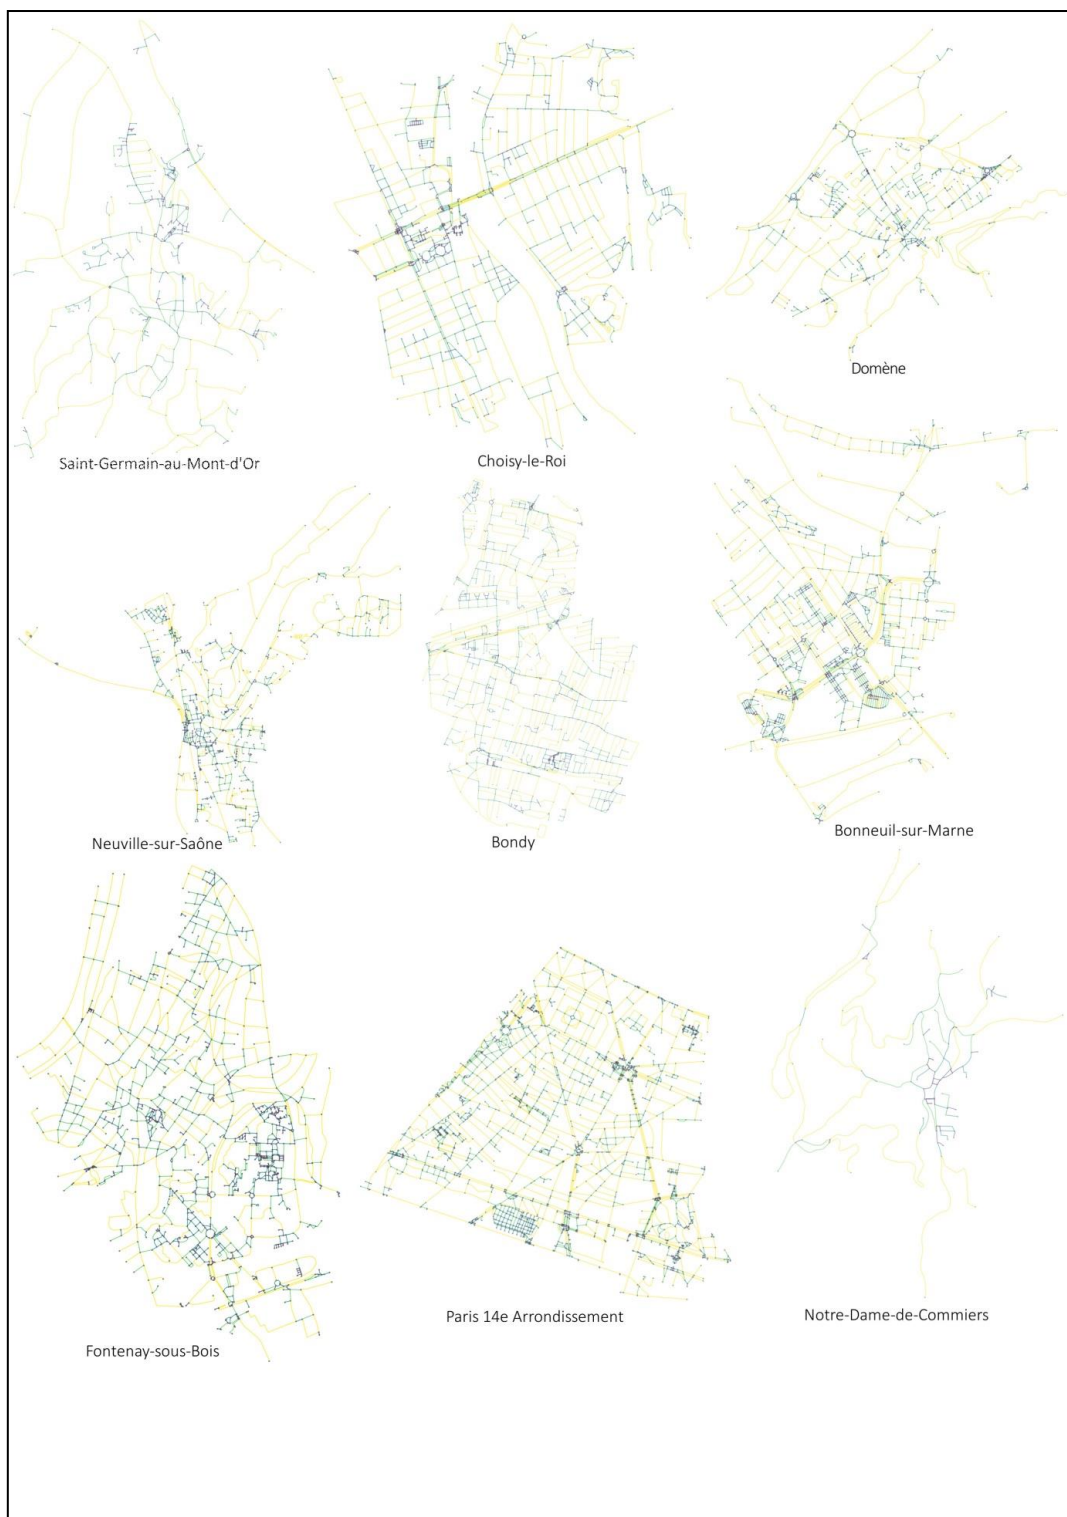 Saint-Germain-au-Mont-d'Or
Choisy-le-Roi
Domène
Neuville-sur-Saône
Bondy
Bonneuil-sur-Marne
Fontenay-sous-Bois
Paris 14e Arrondissement
Notre-Dame-de-Commiers